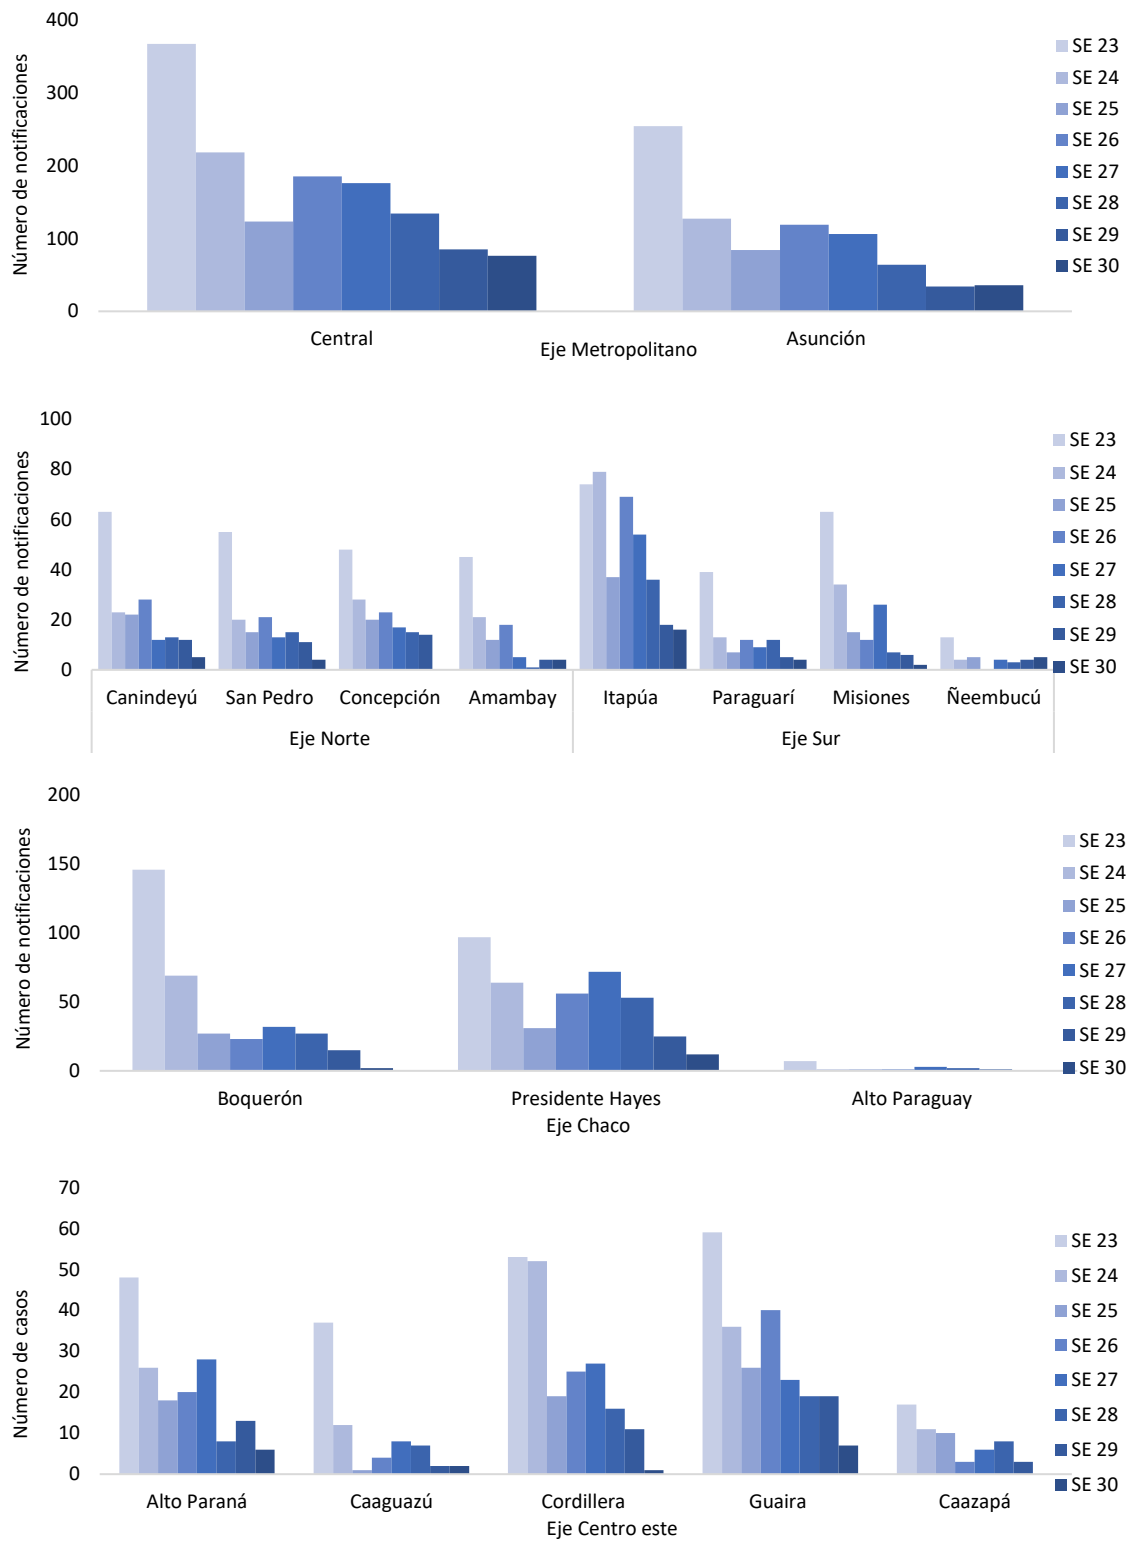 400
300
200
100
0
Número de notificaciones
Central
Asunción
Eje Metropolitano
SE 23
SE 24
SE 25
SE 26
SE 27
SE 28
SE 29
SE 30
100
80
60
40
20
0
Número de notificaciones
Canindeyú
San Pedro
Concepción
Amambay
Itapúa
Paraguarí
Misiones
Ñeembucú
Eje Norte
Eje Sur
SE 23
SE 24
SE 25
SE 26
SE 27
SE 28
SE 29
SE 30
200
150
100
50
0
Número de notificaciones
Boquerón
Presidente Hayes
Alto Paraguay
Eje Chaco
SE 23
SE 24
SE 25
SE 26
SE 27
SE 28
SE 29
SE 30
70
60
50
40
30
20
10
0
Número de casos
Alto Paraná
Caaguazú
Cordillera
Guaira
Caazapá
Eje Centro este
SE 23
SE 24
SE 25
SE 26
SE 27
SE 28
SE 29
SE 30